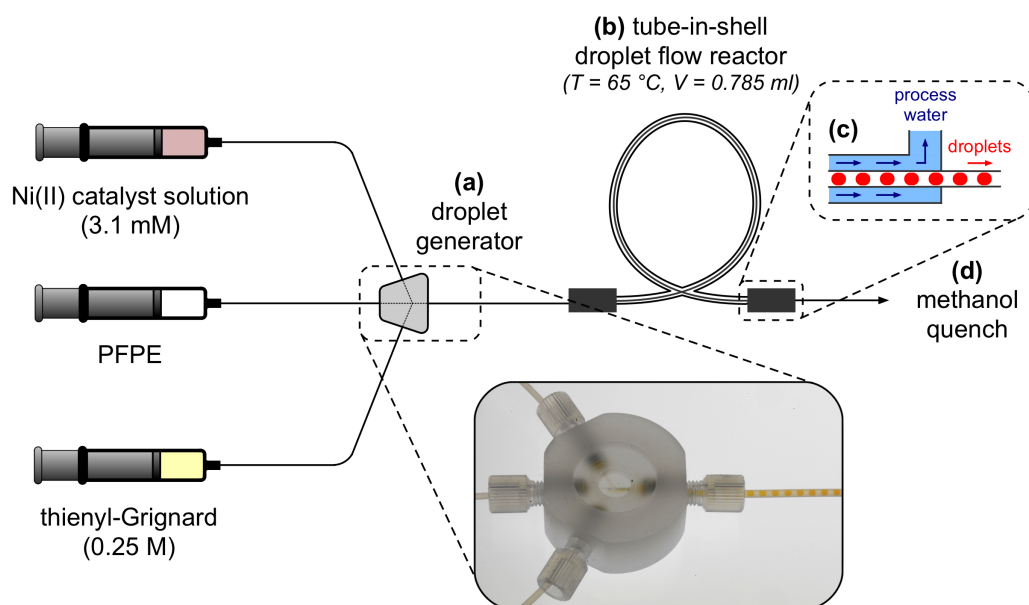 (b) tube-in-shell
droplet flow reactor
(T = 65 °C, V = 0.785 ml)
(c)
process
water
droplets
Ni(II) catalyst solution
(3.1 mM)
(a)
droplet
generator
PFPE
(d)
methanol
quench
thienyl-Grignard
(0.25 M)